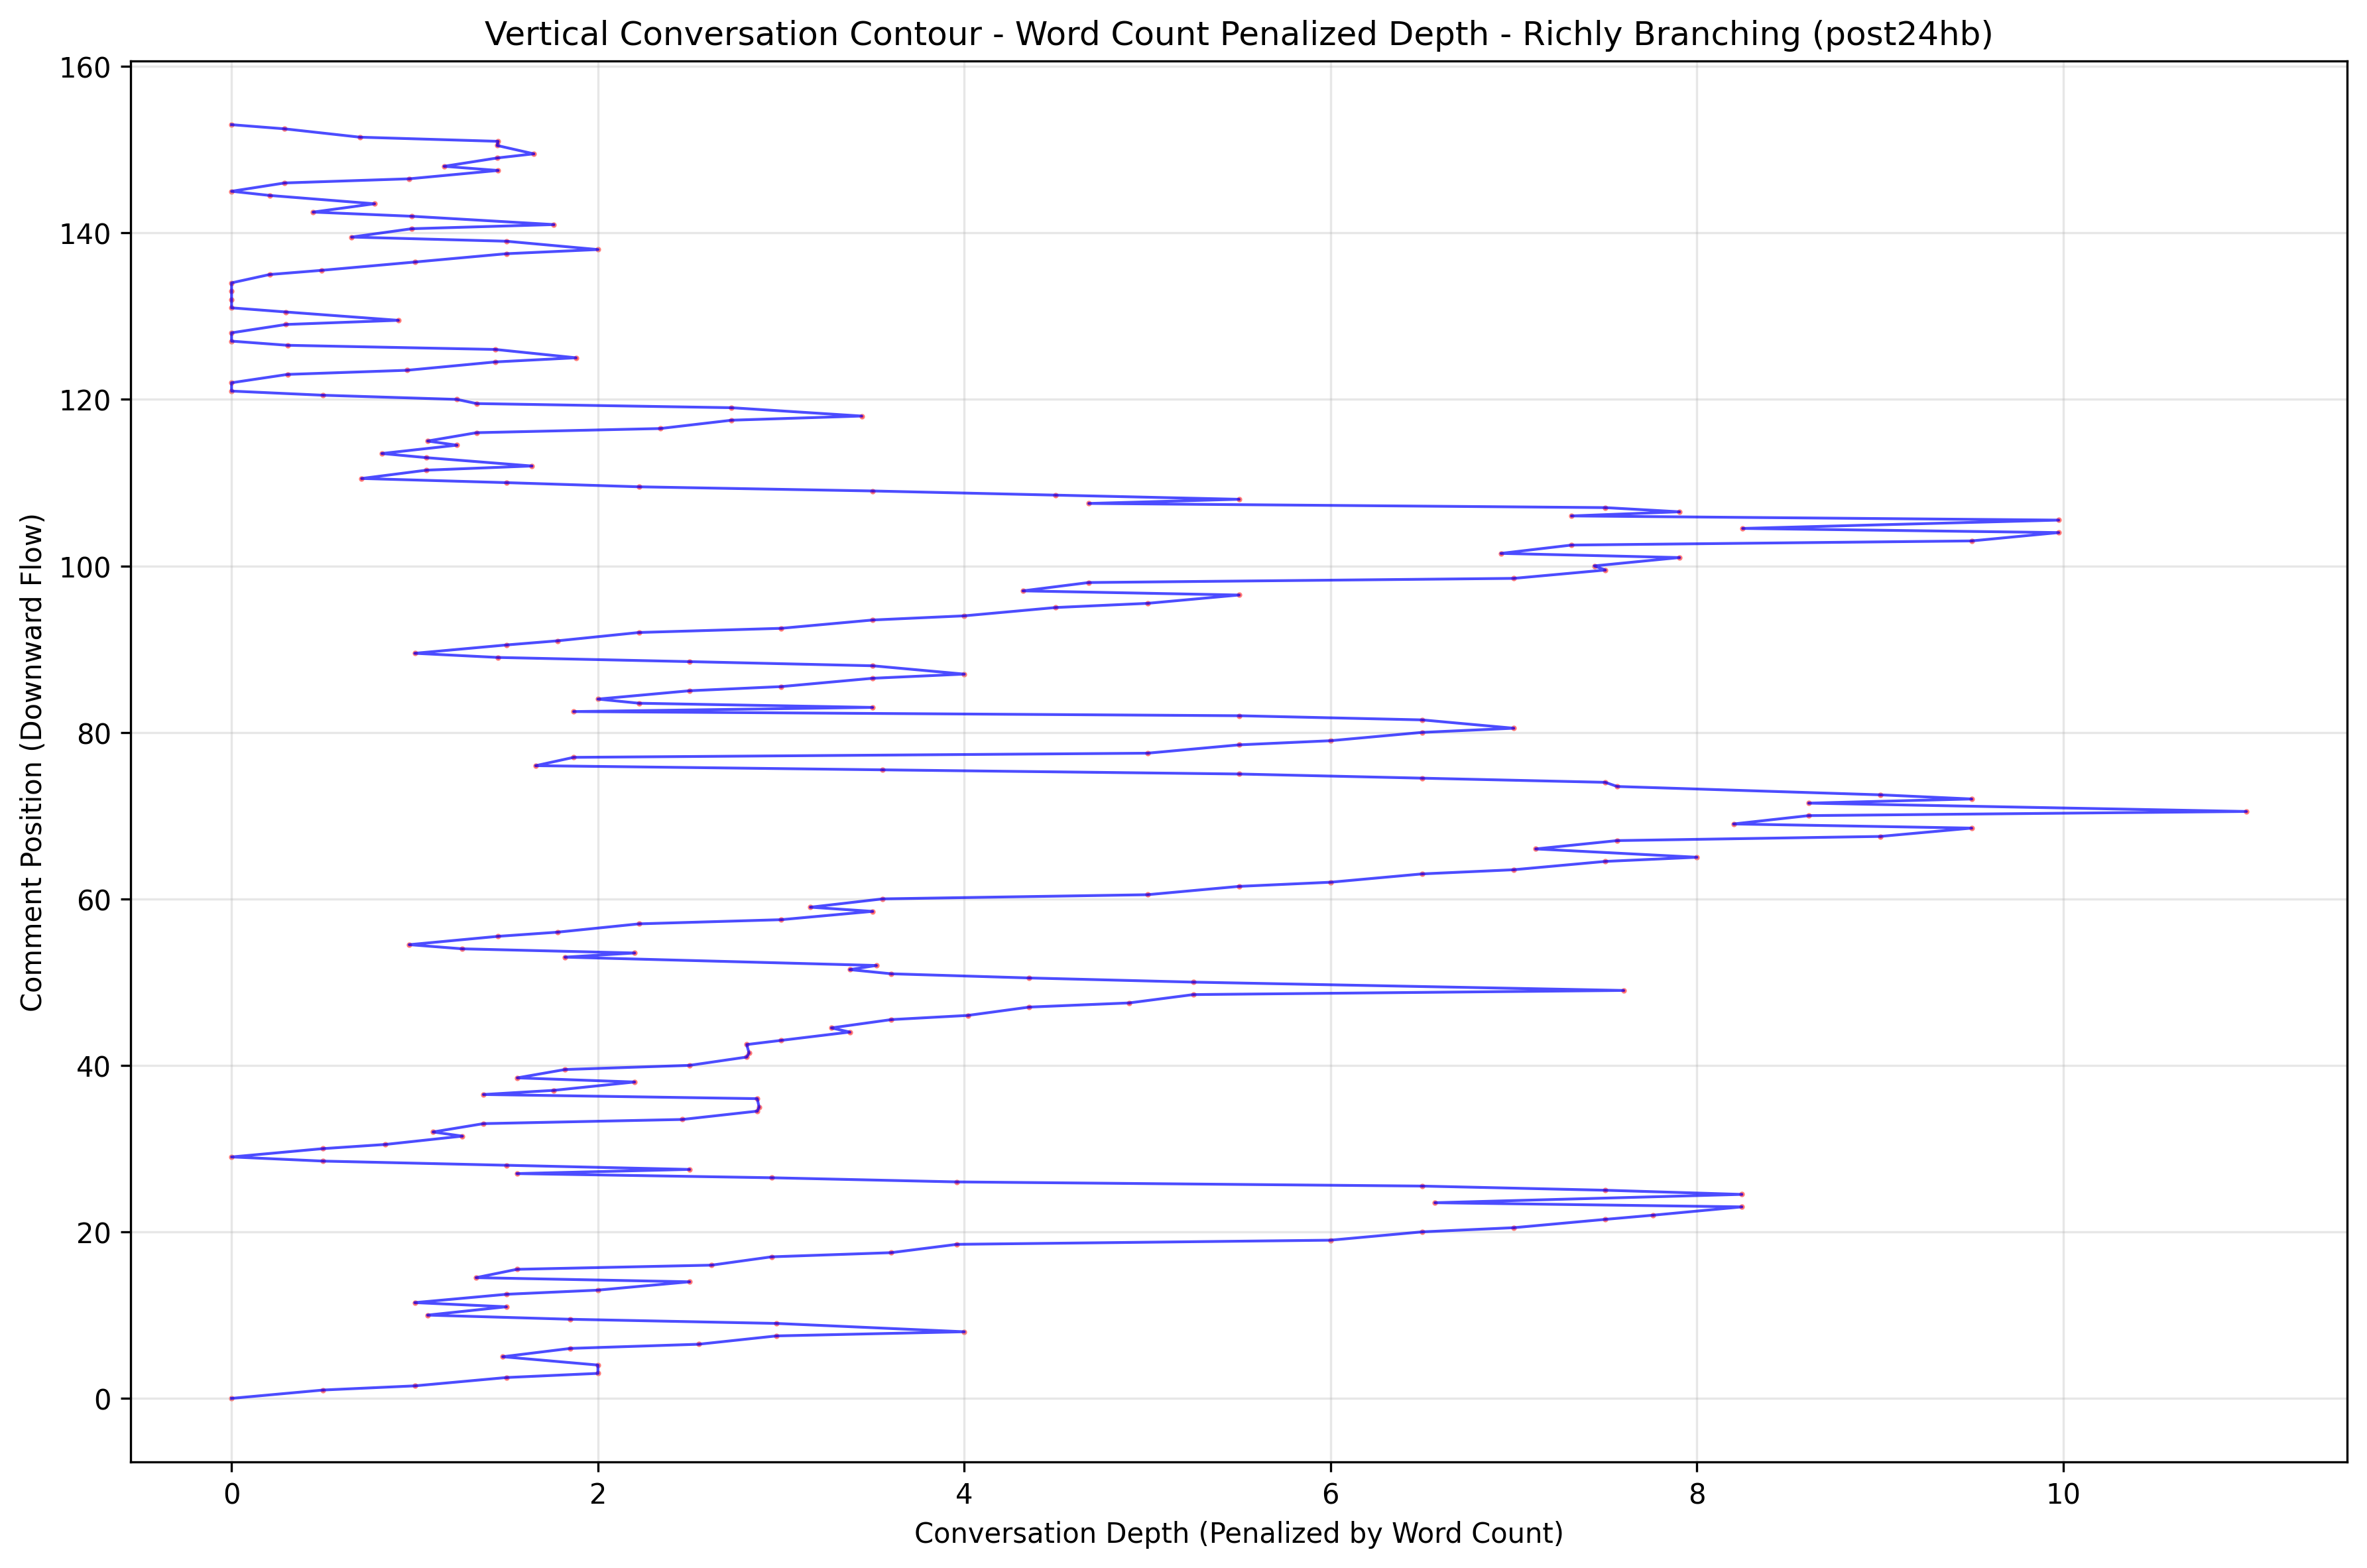 Vertical Conversation Contour - Word Count Penalized Depth - Richly Branching (post24hb)
160
140
120
100
80
60
40
20
0
Comment Position (Downward Flow)
0 2 4 6 8 10
Conversation Depth (Penalized by Word Count)